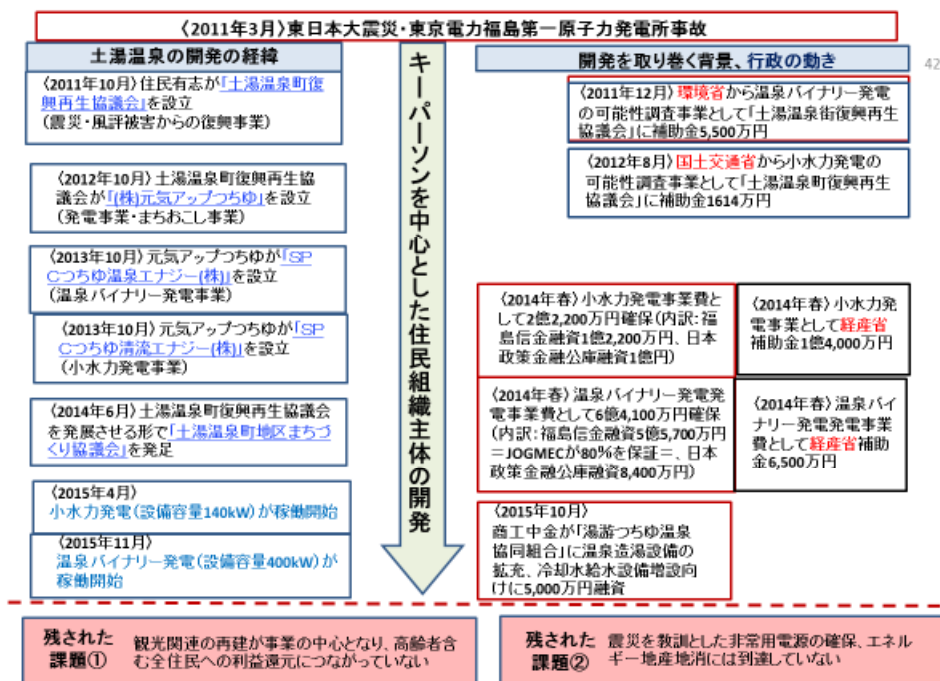 〈2011年3月〉東日本大震災・東京電力福島第一原子力発電所事故
土湯温泉の開発の経緯
〈2011年10月〉住民有志が「土湯温泉町復
興再生協議会」を設立
(震災・風評被害からの復興事業)
〈2012年10月〉土湯温泉町復興再生協
議会が「(株)元気アップつちゆ」を設立
(発電事業・まちおこし事業)
〈2013年10月〉元気アップつちゆが「SP
Cつちゆ温泉エナジー(株)」を設立
(温泉バイナリー発電事業)
〈2013年10月〉元気アップつちゆが「SP
Cつちゆ清流エナジー(株)」を設立
(小水力発電事業)
〈2014年6月〉土湯温泉町復興再生協議会
を発展させる形で「土湯温泉町地区まちづ
くり協議会」を発足
〈2015年4月〉
小水力発電(設備容量140kW)が稼働開始
〈2015年11月〉
温泉バイナリー発電(設備容量400kW)が
稼働開始
キーパーソンを中心とした住民組織主体の開発
開発を取り巻く背景、行政の動き
42
〈2011年12月〉環境省から温泉バイナリー発電
の可能性調査事業として「土湯温泉街復興再生
協議会」に補助金5,500万円
〈2012年8月〉国土交通省から小水力発電の
可能性調査事業として「土湯温泉町復興再生
協議会」に補助金1614万円
〈2014年春〉小水力発電事業費と
して2億2,200万円確保(内訳:福
島信金融資1億2,200万円、日本
政策金融公庫融資1億円)
〈2014年春〉小水力発
電事業として経産省
補助金1億4,000万円
〈2014年春〉温泉バイナリー発電発
電事業費として6億4,100万円確保
(内訳:福島信金融資5億5,700万円
=JOGMECが80%を保証=、日本
政策金融公庫融資8,400万円)
〈2014年春〉温泉バイ
ナリー発電発電事業
費として経産省補助
金6,500万円
〈2015年10月〉
商工中金が「湯游つちゆ温泉
協同組合」に温泉造湯設備の
拡充、冷却水給水設備増設向
けに5,000万円融資
残された
課題①
観光関連の再建が事業の中心となり、高齢者含
む全住民への利益還元につながっていない
残された
課題②
震災を教訓とした非常用電源の確保、エネル
ギー地産地消には到達していない